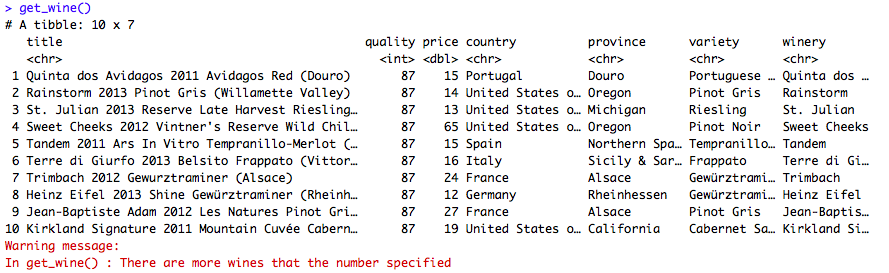 > get_wine()
# A tibble: 10 x 7
title quality price country province variety winery
<chr> <int> <dbl> <chr> <chr> <chr> <chr>
1 Quinta dos Avidagos 2011 Avidagos Red (Douro) 87 15 Portugal Douro Portuguese … Quinta dos …
2 Rainstorm 2013 Pinot Gris (Willamette Valley) 87 14 United States o… Oregon Pinot Gris Rainstorm
3 St. Julian 2013 Reserve Late Harvest Riesling… 87 13 United States o… Michigan Riesling St. Julian
4 Sweet Cheeks 2012 Vintner's Reserve Wild Chil… 87 65 United States o… Oregon Pinot Noir Sweet Cheeks
5 Tandem 2011 Ars In Vitro Tempranillo-Merlot (… 87 15 Spain Northern Spa… Tempranillo… Tandem
6 Terre di Giurfo 2013 Belsito Frappato (Vittor… 87 16 Italy Sicily & Sar… Frappato Terre di Gi…
7 Trimbach 2012 Gewurztraminer (Alsace) 87 24 France Alsace Gewürztrami… Trimbach
8 Heinz Eifel 2013 Shine Gewürztraminer (Rheinh… 87 12 Germany Rheinhessen Gewürztrami… Heinz Eifel
9 Jean-Baptiste Adam 2012 Les Natures Pinot Gri… 87 27 France Alsace Pinot Gris Jean-Baptis…
10 Kirkland Signature 2011 Mountain Cuvée Cabern… 87 19 United States o… California Cabernet Sa… Kirkland Si…
Warning message:
In get_wine() : There are more wines that the number specified